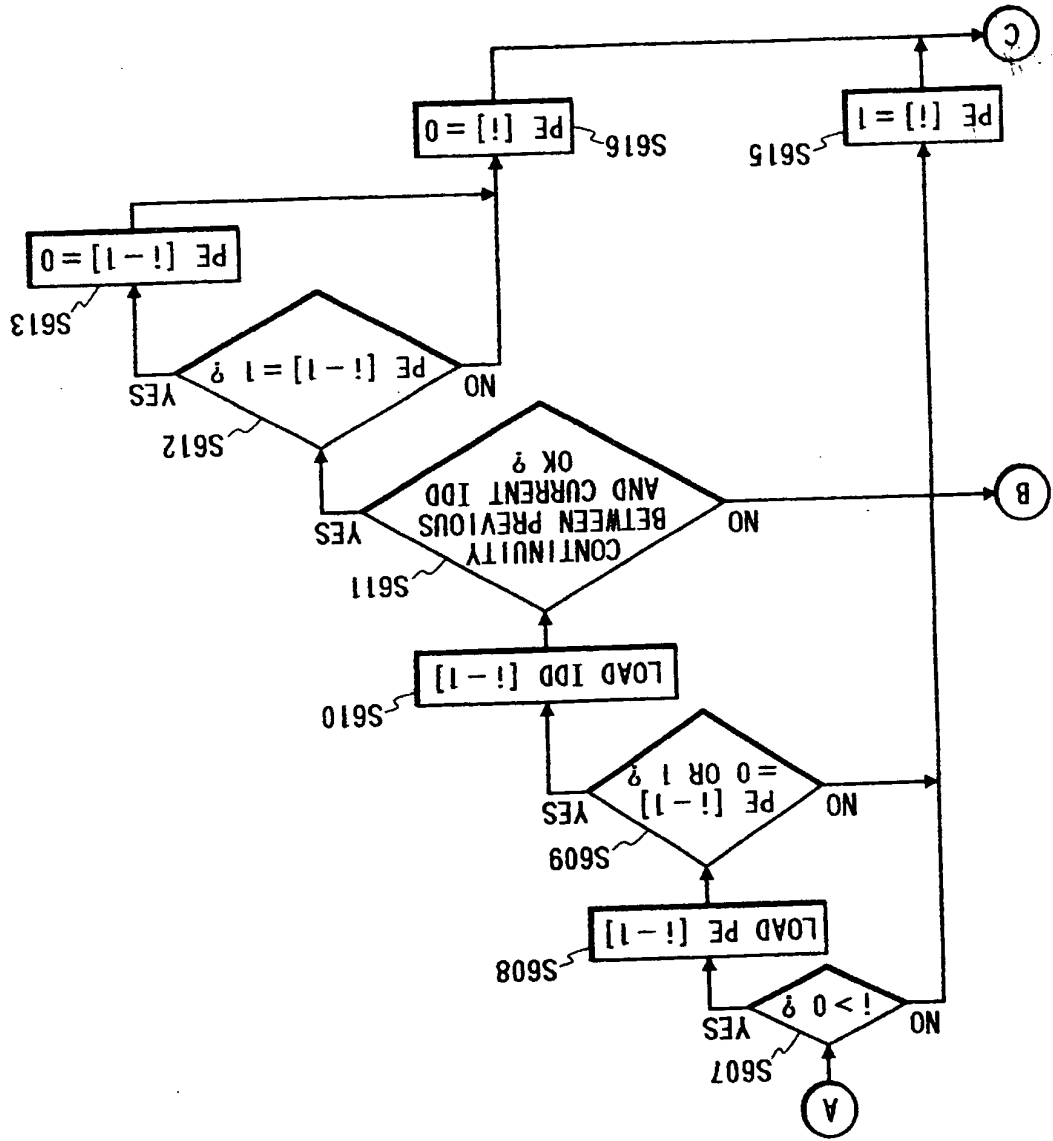 A
S607
i > 0 ?
NO
YES
S608
LOAD PE [i-1]
S609
PE [i-1]
= 0 OR 1 ?
NO
YES
S610
LOAD IDD [i-1]
S611
CONTINUITY
BETWEEN PREVIOUS
AND CURRENT IDD
OK ?
NO
YES
B
S612
PE [i-1] = 1 ?
NO
YES
S613
PE [i-1] = 0
S615
PE [i] = 1
S616
PE [i] = 0
C